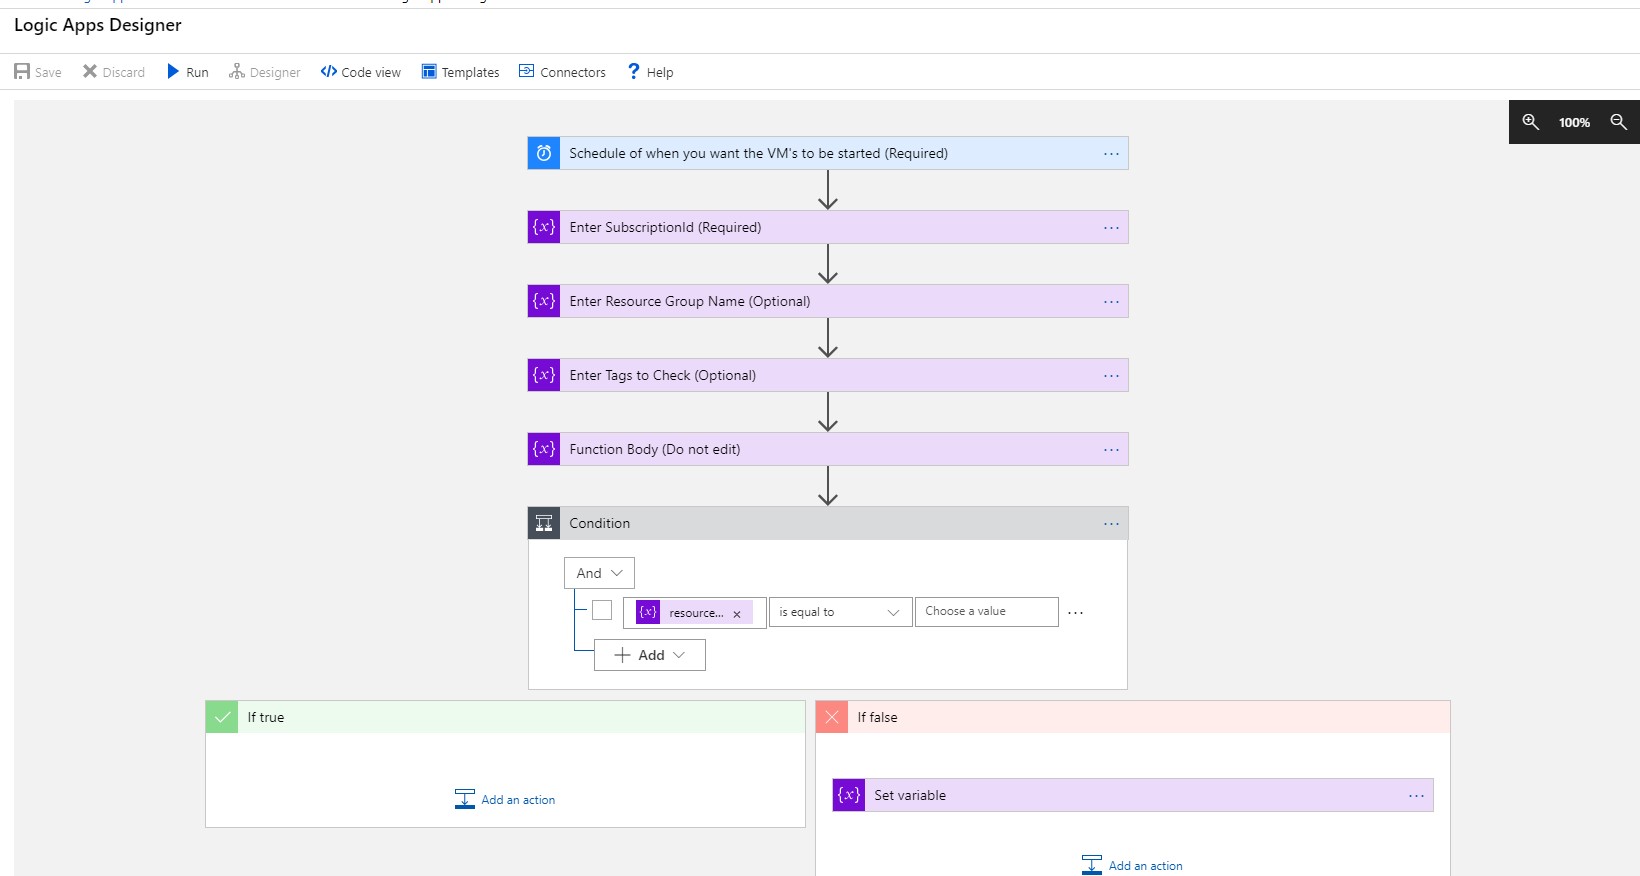 Logic Apps Designer
Save Discard Run Designer Code view Templates Connectors ? Help
100%
Schedule of when you want the VM's to be started (Required) ...
{x} Enter SubscriptionId (Required) ...
{x} Enter Resource Group Name (Optional) ...
{x} Enter Tags to Check (Optional) ...
{x} Function Body (Do not edit) ...
Condition ...
And
{x} resource... × is equal to Choose a value ...
+ Add
If true
If false
{x} Set variable ...
Add an action
Add an action